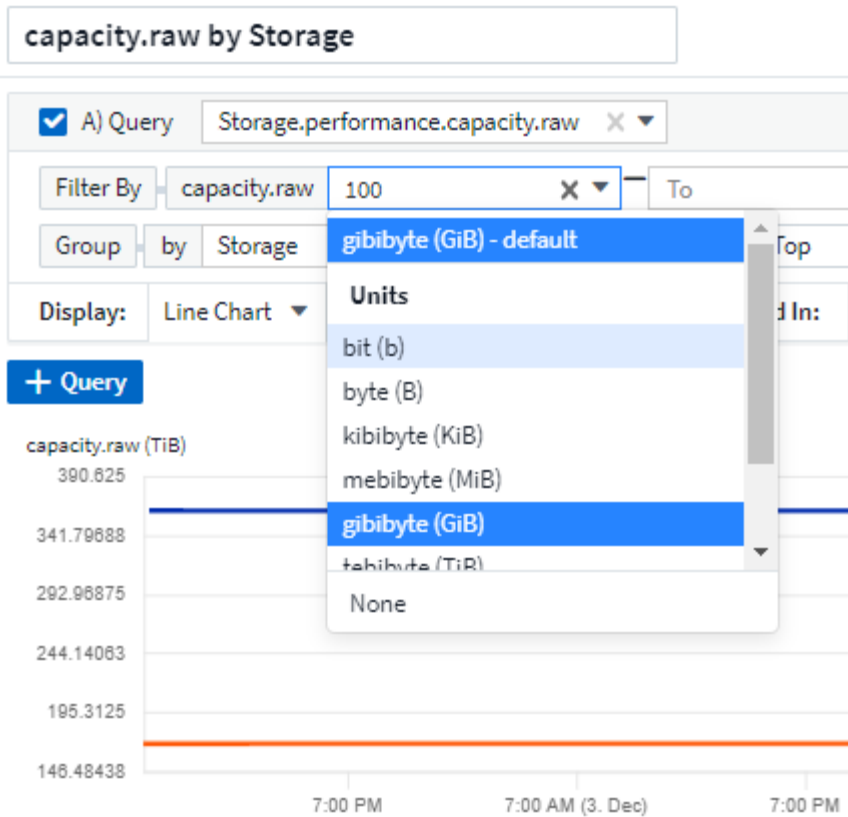 capacity.raw by Storage
A) Query Storage.performance.capacity.raw
Filter By capacity.raw 100 To
Group by Storage Top
gibibyte (GiB) - default
Units
Display: Line Chart d In:
bit (b)
byte (B)
kibibyte (KiB)
mebibyte (MiB)
gibibyte (GiB)
tebibyte (TiB)
None
+ Query
capacity.raw (TiB)
390.625
341.79688
292.96875
244.14063
195.3125
146.48438
7:00 PM 7:00 AM (3. Dec) 7:00 PM